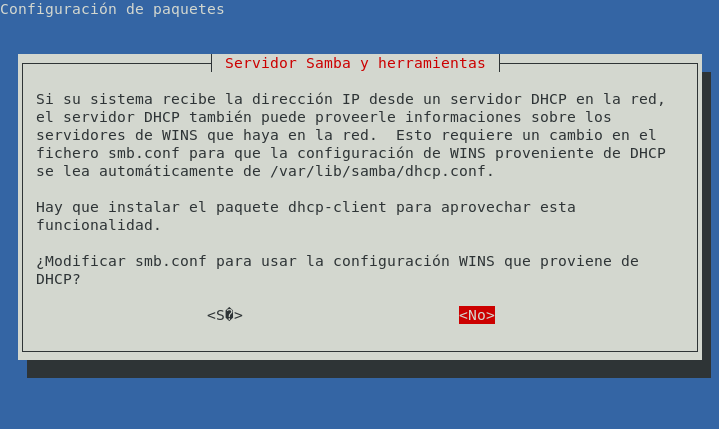 Configuración de paquetes
Servidor Samba y herramientas
Si su sistema recibe la dirección IP desde un servidor DHCP en la red,
el servidor DHCP también puede proveerle informaciones sobre los
servidores de WINS que haya en la red.  Esto requiere un cambio en el
fichero smb.conf para que la configuración de WINS proveniente de DHCP
se lea automáticamente de /var/lib/samba/dhcp.conf.
Hay que instalar el paquete dhcp-client para aprovechar esta
funcionalidad.
¿Modificar smb.conf para usar la configuración WINS que proviene de
DHCP?
<S�> <No>